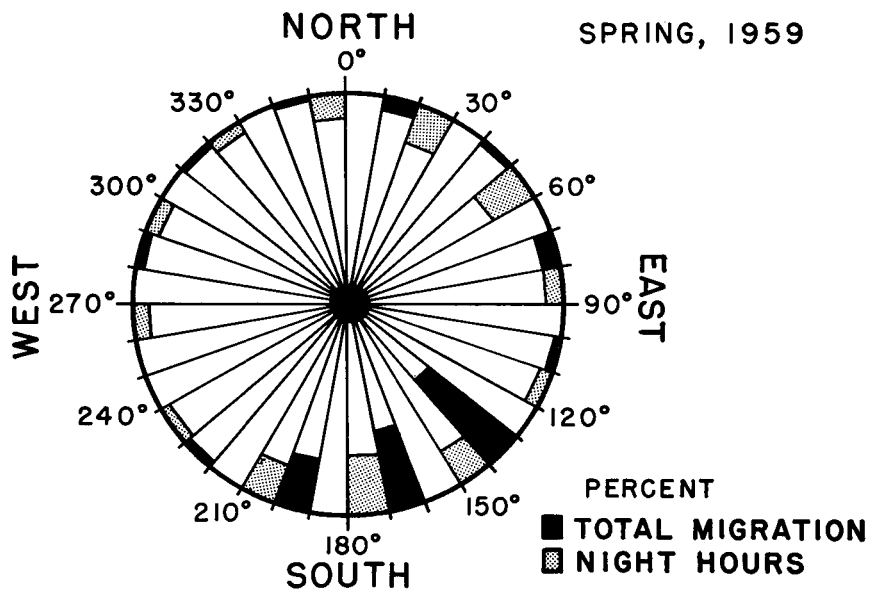 NORTH
SPRING, 1959
0°
330°
30°
300°
60°
WEST
270°
90°
EAST
240°
120°
210°
150°
180°
SOUTH
PERCENT
TOTAL MIGRATION
NIGHT HOURS